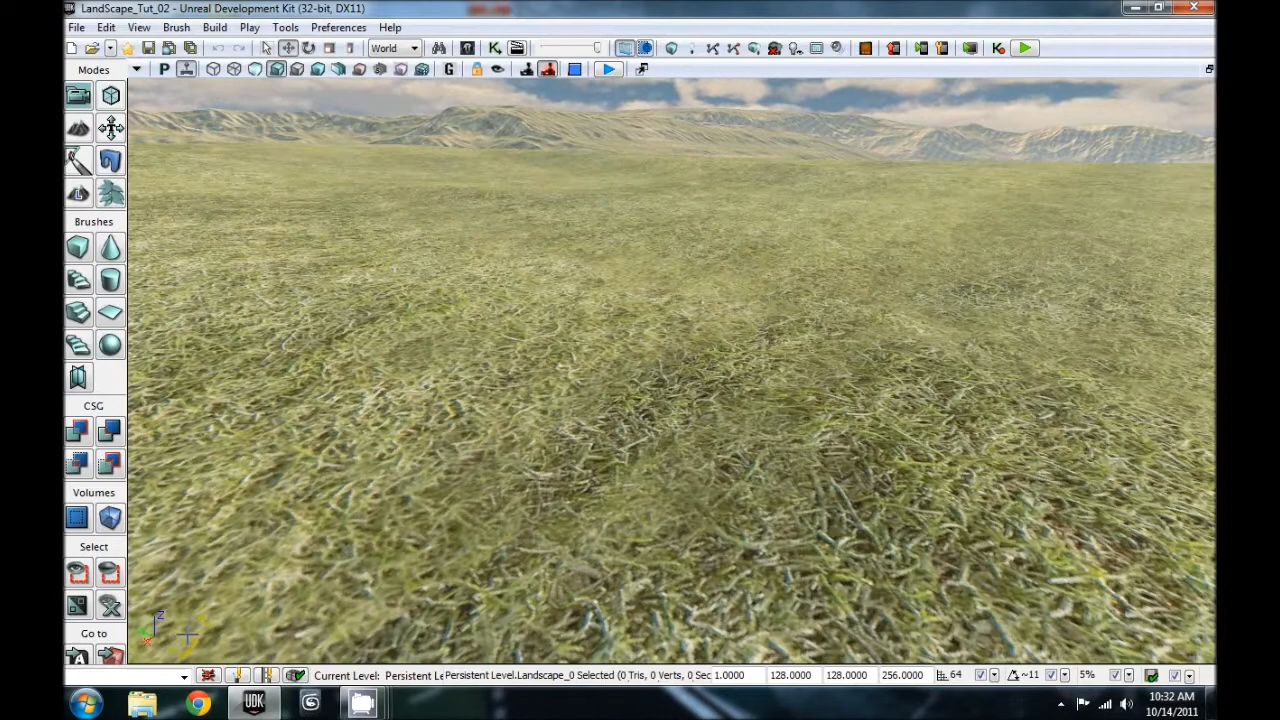 LandScape_Tut_02 - Unreal Development Kit (32-bit, DX11)
File Edit View Brush Build Play Tools Preferences Help
World
Modes
P G
L
Brushes
CSG
Volumes
Select
Z
Go to
A
Current Level: Persistent Le Persistent Level.Landscape_0 Selected (0 Tris, 0 Verts, 0 Sec 1.0000 128.0000 128.0000 256.0000 64 ~11 5%
UDK
10:32 AM
10/14/2011